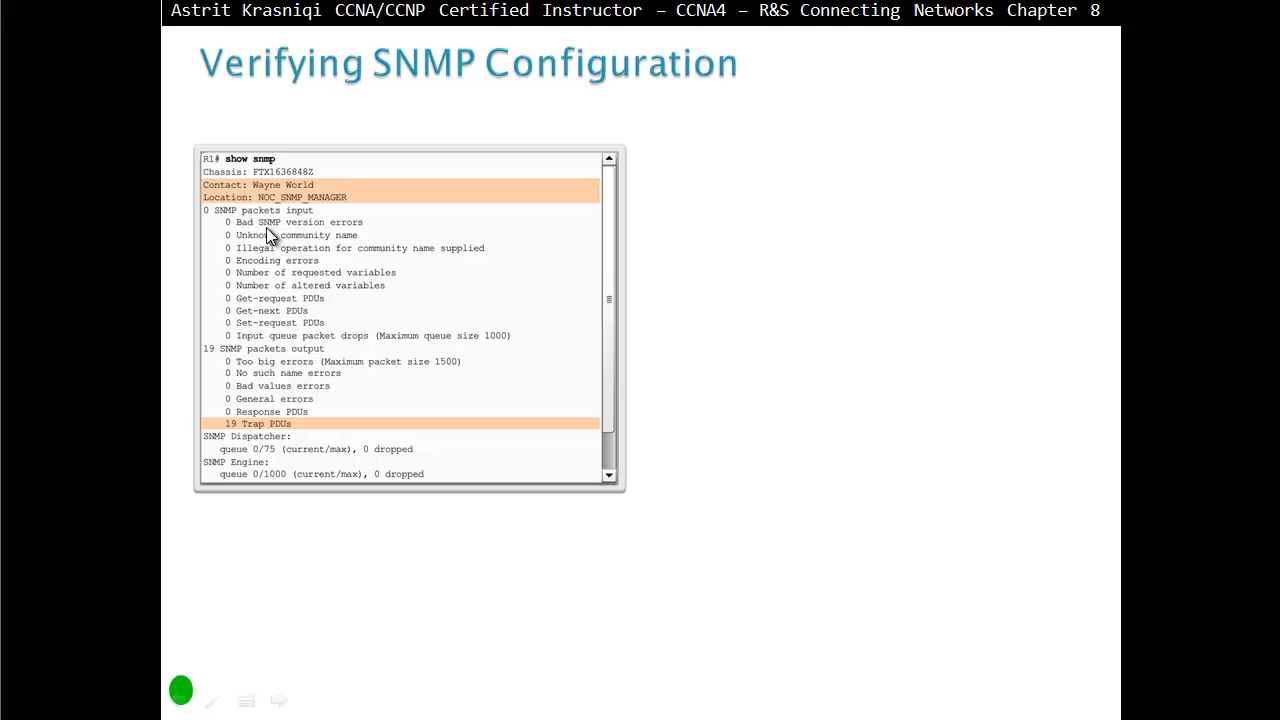 Astrit Krasniqi CCNA/CCNP Certified Instructor – CCNA4 – R&S Connecting Networks Chapter 8
Verifying SNMP Configuration
R1# show snmp
Chassis: FTX1636848Z
Contact: Wayne World
Location: NOC_SNMP_MANAGER
0 SNMP packets input
0 Bad SNMP version errors
0 Unknown community name
0 Illegal operation for community name supplied
0 Encoding errors
0 Number of requested variables
0 Number of altered variables
0 Get-request PDUs
0 Get-next PDUs
0 Set-request PDUs
0 Input queue packet drops (Maximum queue size 1000)
19 SNMP packets output
0 Too big errors (Maximum packet size 1500)
0 No such name errors
0 Bad values errors
0 General errors
0 Response PDUs
19 Trap PDUs
SNMP Dispatcher:
queue 0/75 (current/max), 0 dropped
SNMP Engine:
queue 0/1000 (current/max), 0 dropped